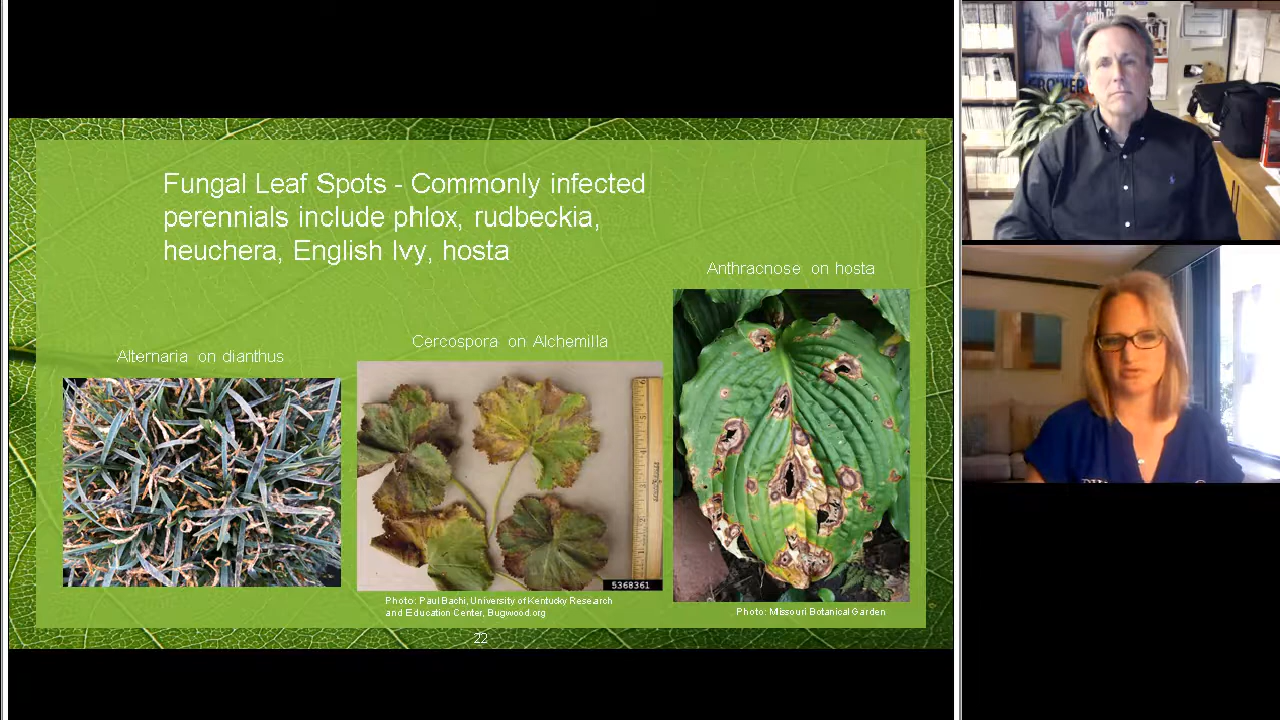 Fungal Leaf Spots - Commonly infected
perennials include phlox, rudbeckia,
heuchera, English Ivy, hosta
Anthracnose on hosta
Cercospora on Alchemilla
Alternaria on dianthus
5368361
Photo: Paul Bachi, University of Kentucky Research
and Education Center, Bugwood.org
Photo: Missouri Botanical Garden
22
GROWER